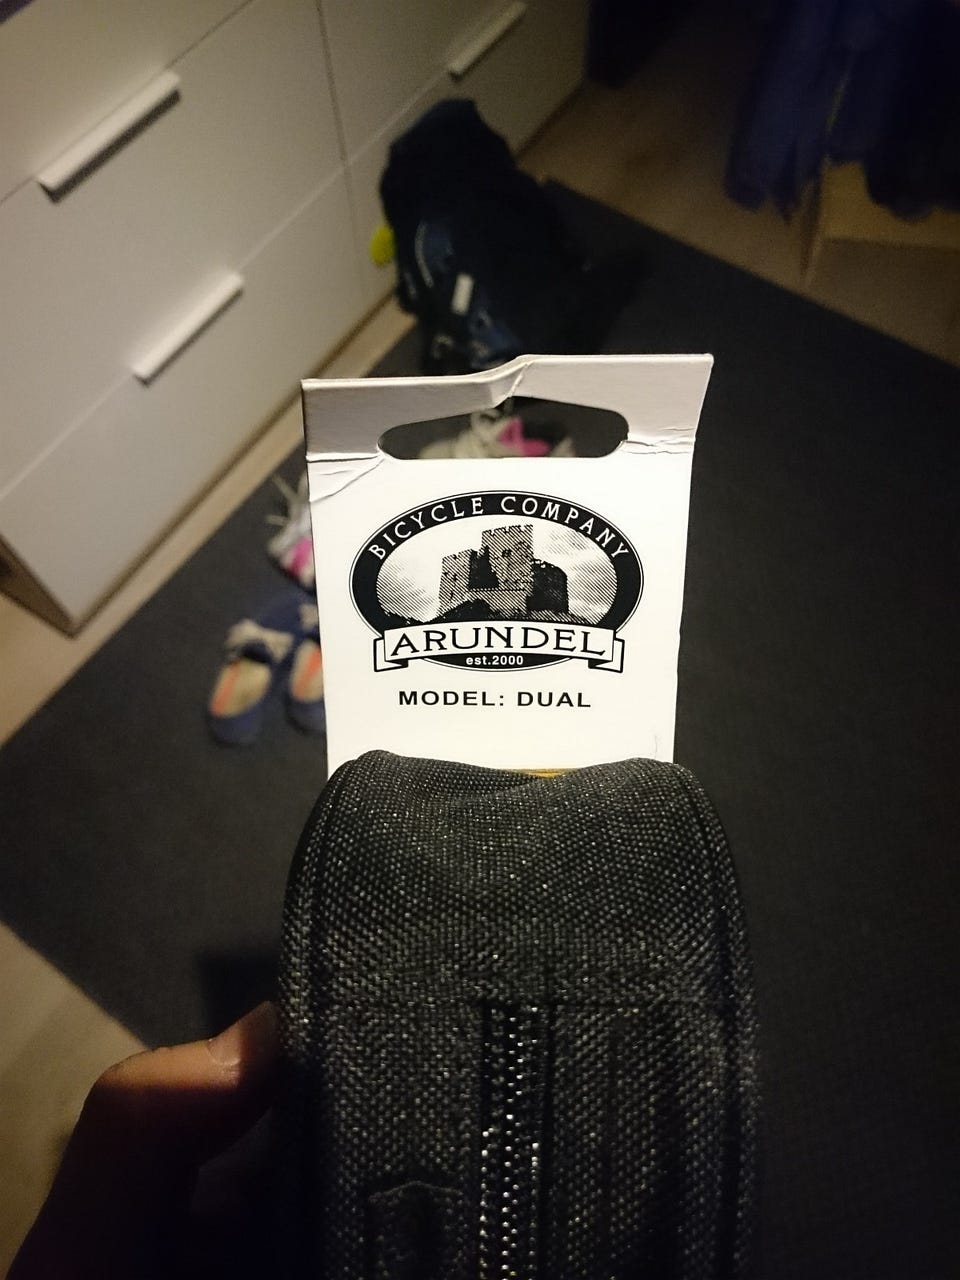 BICYCLE COMPANY
ARUNDEL
est.2000
MODEL: DUAL